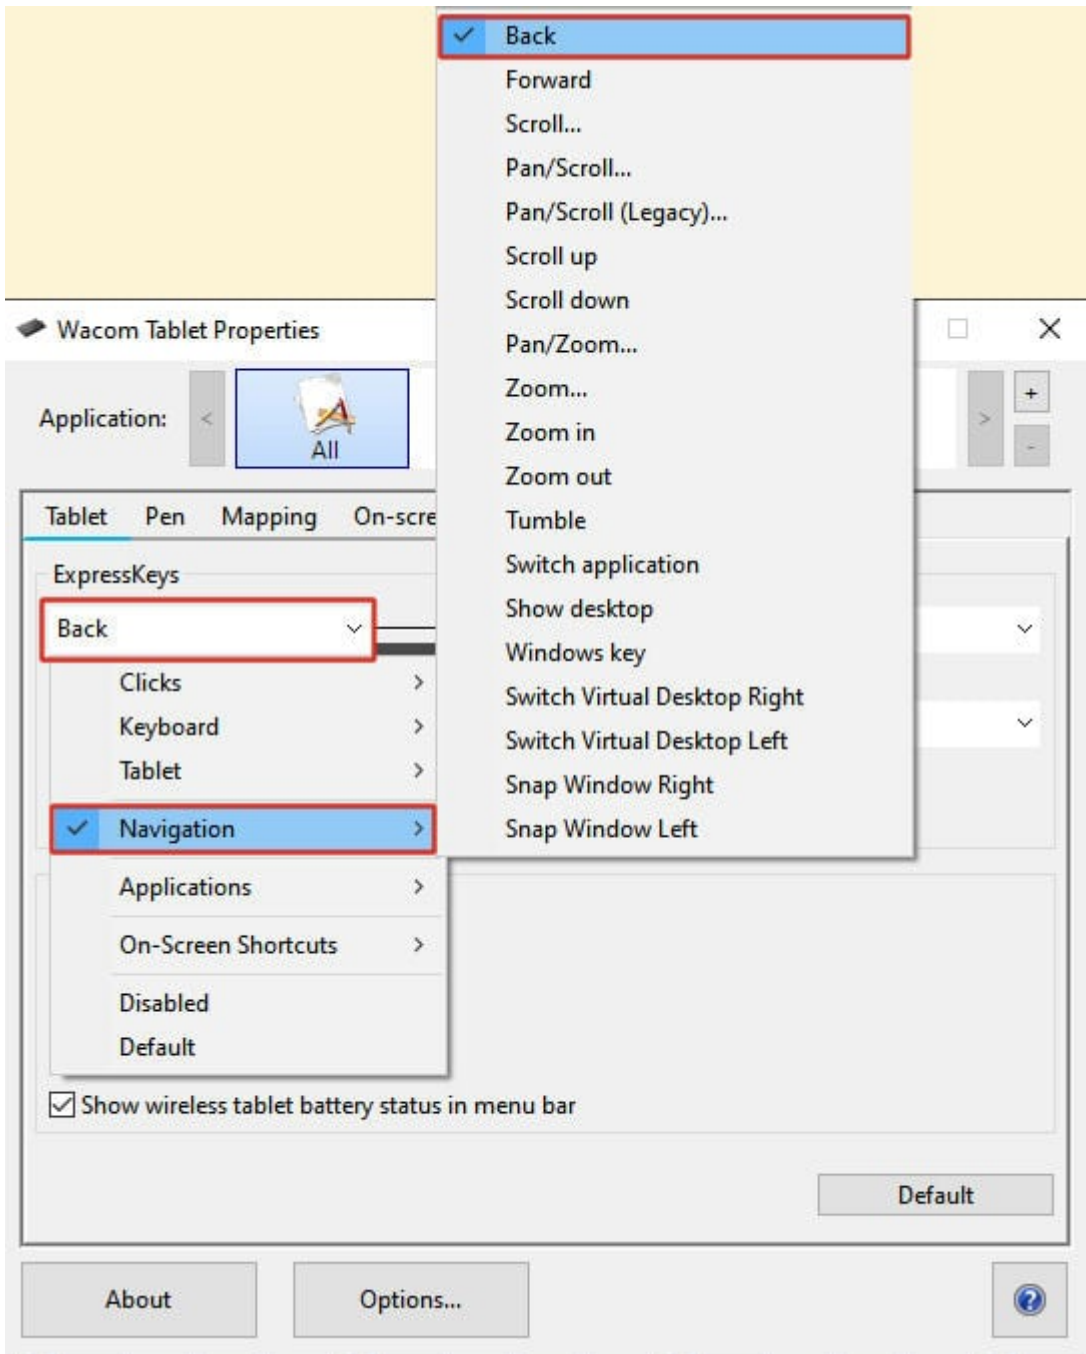 Back
Forward
Scroll...
Pan/Scroll...
Pan/Scroll (Legacy)...
Scroll up
Scroll down
Pan/Zoom...
Zoom...
Zoom in
Zoom out
Tumble
Switch application
Show desktop
Windows key
Switch Virtual Desktop Right
Switch Virtual Desktop Left
Snap Window Right
Snap Window Left
Wacom Tablet Properties
Application: < All > + -
Tablet Pen Mapping On-scre
ExpressKeys
Back
Clicks
Keyboard
Tablet
Navigation
Applications
On-Screen Shortcuts
Disabled
Default
Show wireless tablet battery status in menu bar
Default
About Options... ?